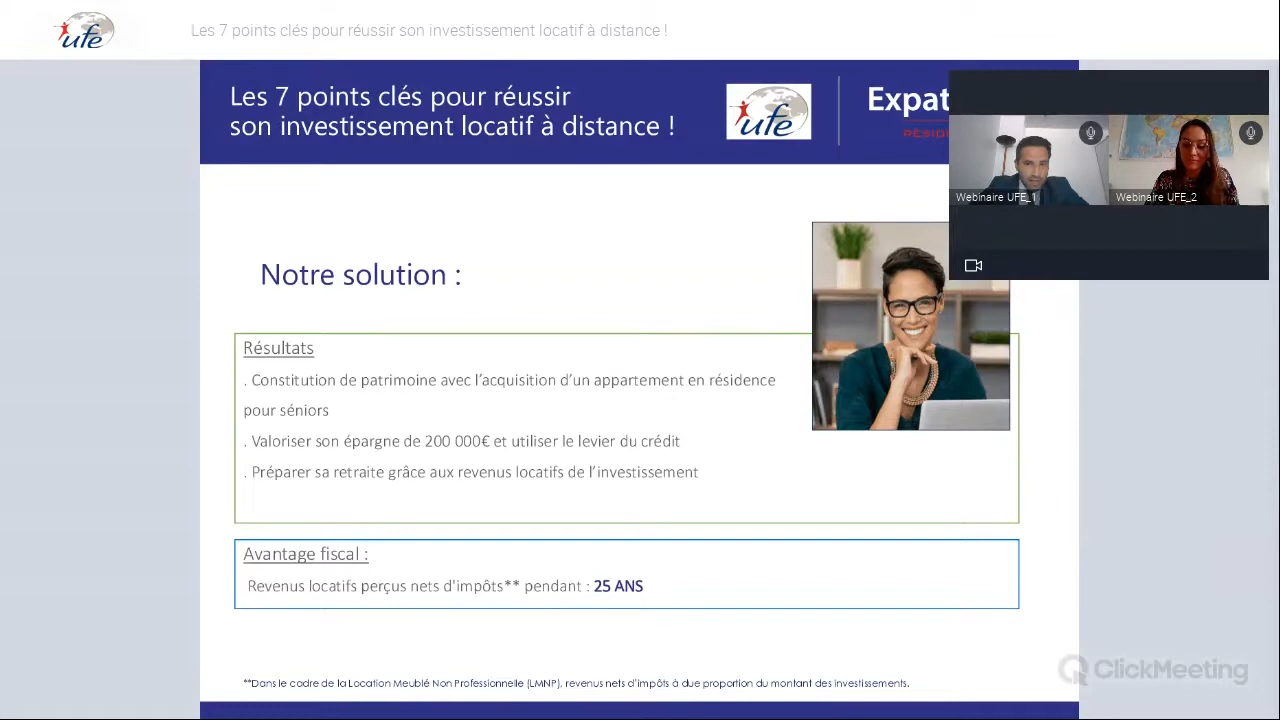 ufe
Les 7 points clés pour réussir son investissement locatif à distance !
Les 7 points clés pour réussir
son investissement locatif à distance !
ufe
Expat
Webinaire UFE_1
Webinaire UFE_2
Notre solution :
Résultats
. Constitution de patrimoine avec l’acquisition d’un appartement en résidence
pour séniors
. Valoriser son épargne de 200 000€ et utiliser le levier du crédit
. Préparer sa retraite grâce aux revenus locatifs de l’investissement
Avantage fiscal :
Revenus locatifs perçus nets d'impôts** pendant : 25 ANS
ClickMeeting
**Dans le cadre de la Location Meublé Non Professionnelle (LMNP), revenus nets d'impôts à due proportion du montant des investissements.